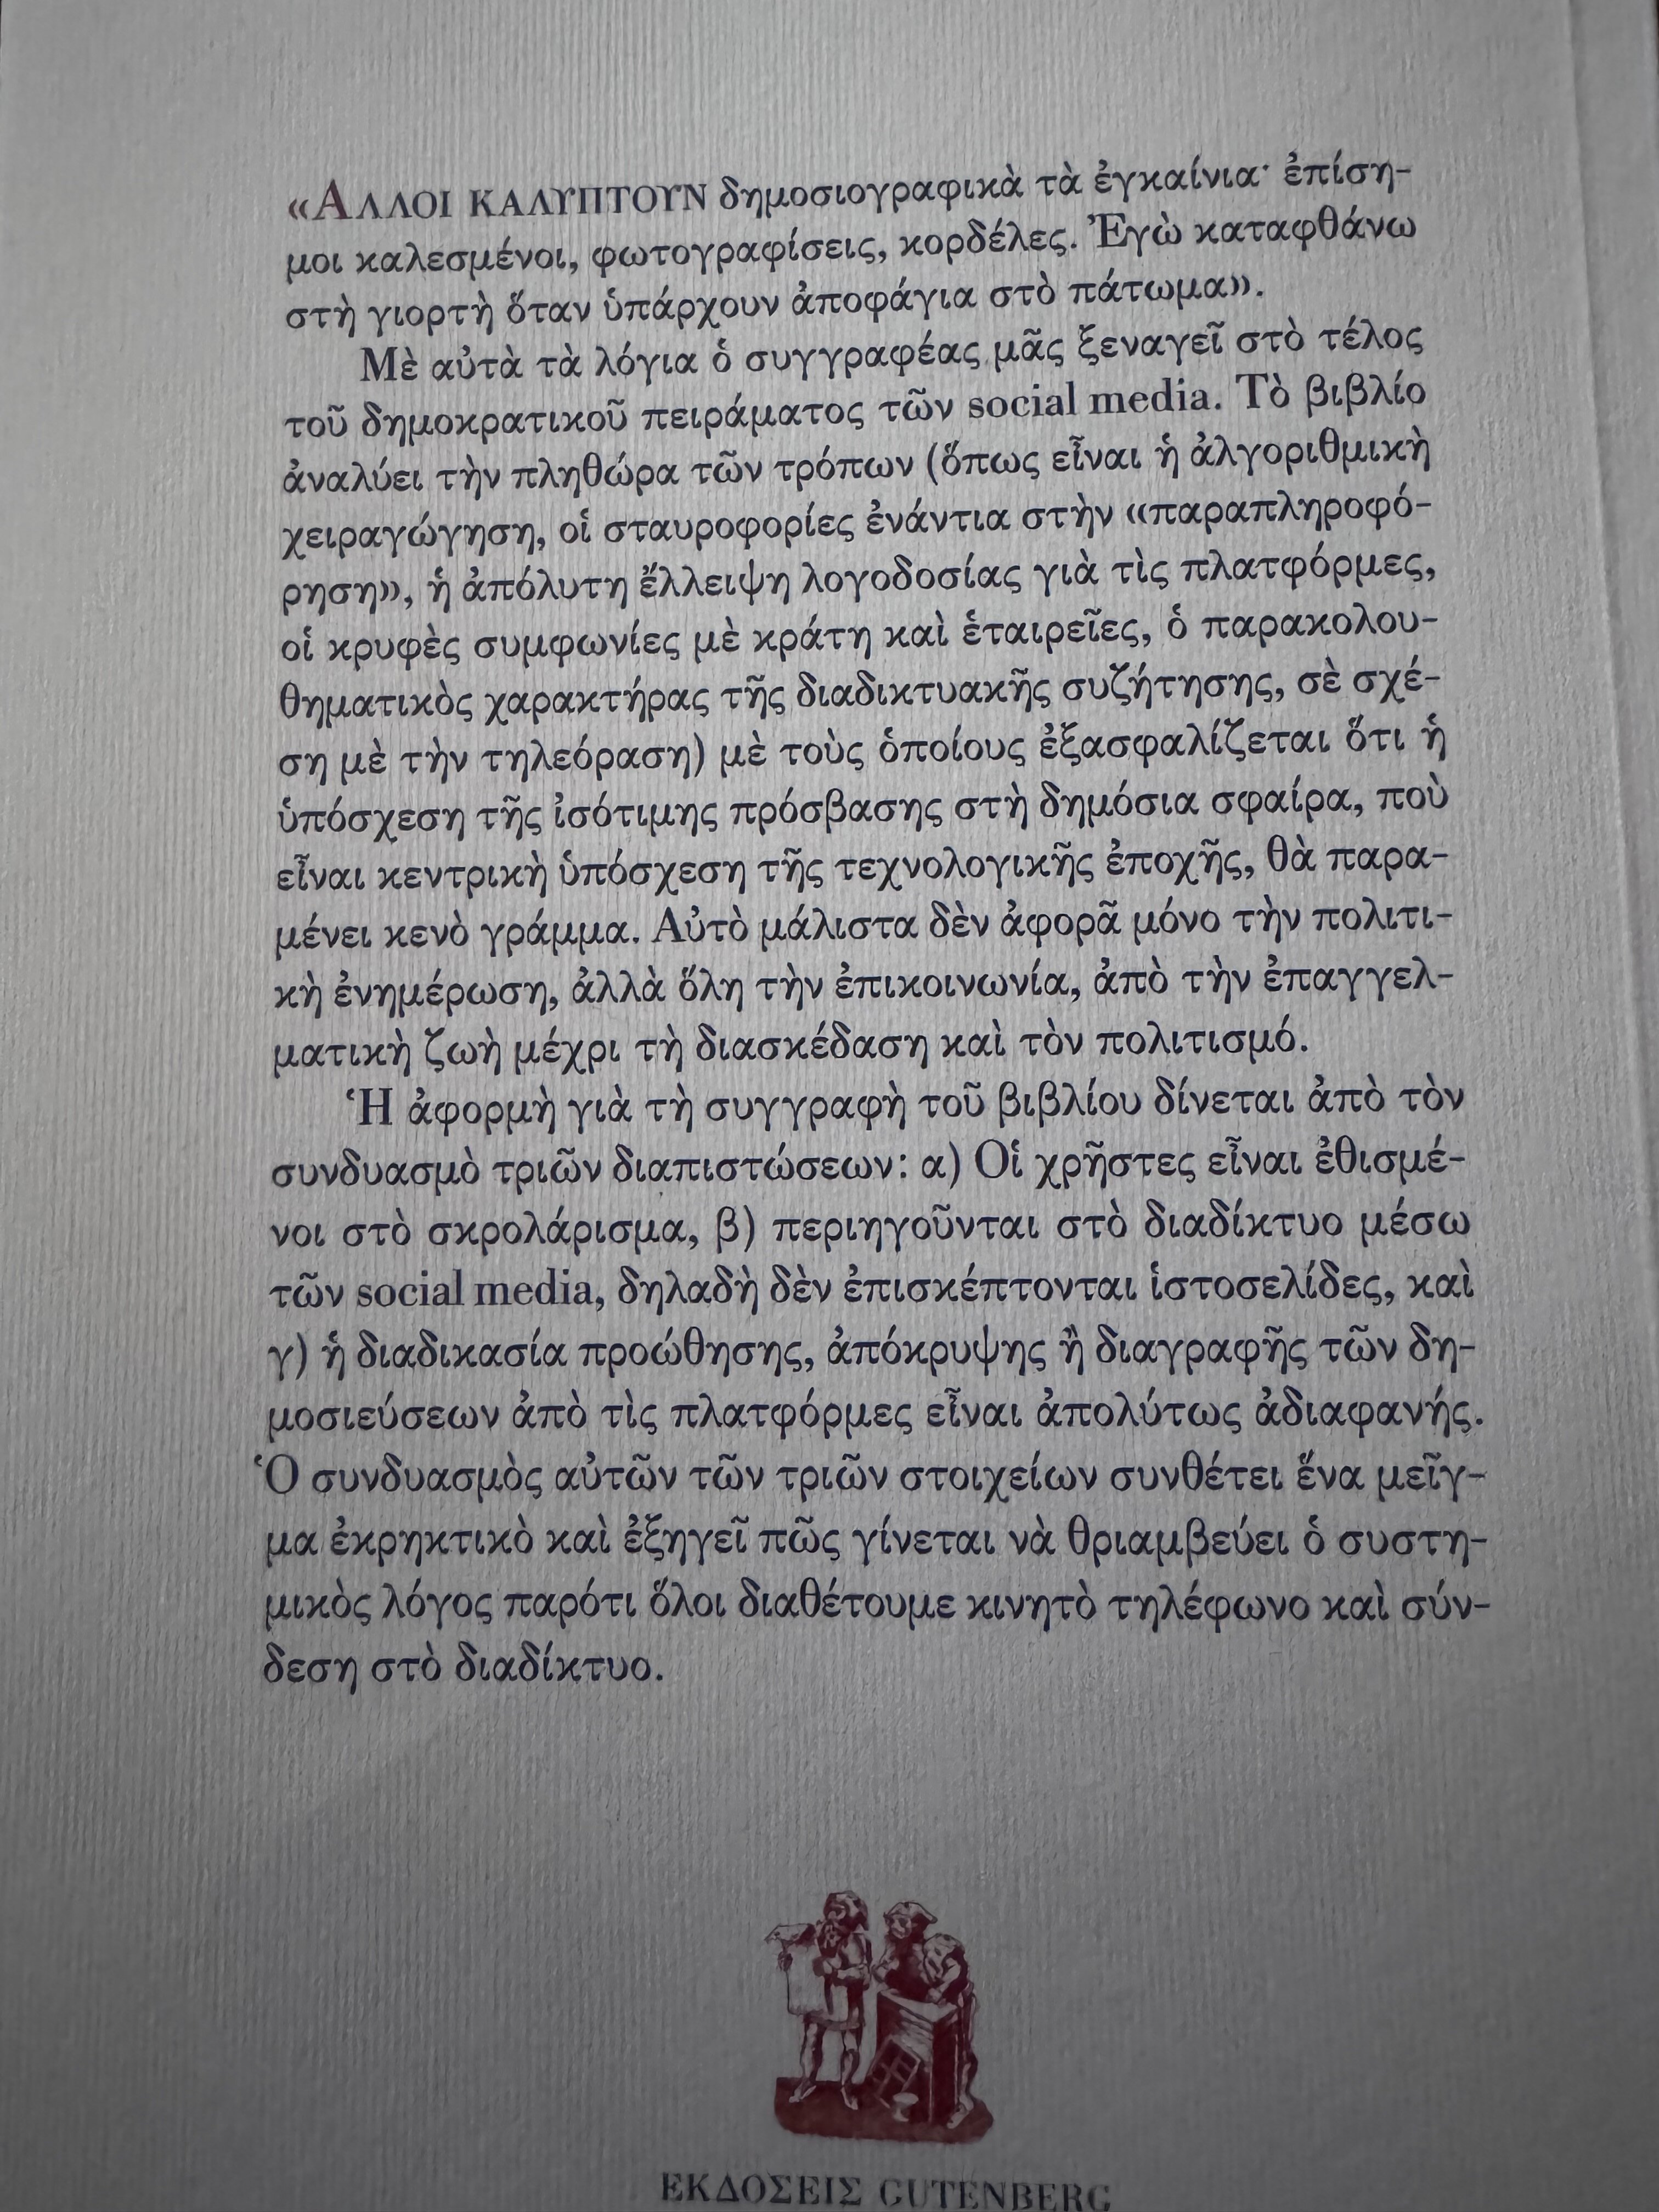 «ΑΛΛΟΙ ΚΑΛΥΠΤΟΥΝ δημοσιογραφικὰ τὰ ἐγκαίνια· ἐπίση-
μοι καλεσμένοι, φωτογραφίσεις, κορδέλες. Ἐγὼ καταφθάνω
στὴ γιορτὴ ὅταν ὑπάρχουν ἀποφάγια στὸ πάτωμα».
Μὲ αὐτὰ τὰ λόγια ὁ συγγραφέας μᾶς ξεναγεῖ στὸ τέλος
τοῦ δημοκρατικοῦ πειράματος τῶν social media. Τὸ βιβλίο
ἀναλύει τὴν πληθώρα τῶν τρόπων (ὅπως εἶναι ἡ ἀλγοριθμικὴ
χειραγώγηση, οἱ σταυροφορίες ἐνάντια στὴν «παραπληροφό-
ρηση», ἡ ἀπόλυτη ἔλλειψη λογοδοσίας γιὰ τὶς πλατφόρμες,
οἱ κρυφὲς συμφωνίες μὲ κράτη καὶ ἑταιρεῖες, ὁ παρακολου-
θηματικὸς χαρακτήρας τῆς διαδικτυακῆς συζήτησης, σὲ σχέ-
ση μὲ τὴν τηλεόραση) μὲ τοὺς ὁποίους ἐξασφαλίζεται ὅτι ἡ
ὑπόσχεση τῆς ἰσότιμης πρόσβασης στὴ δημόσια σφαίρα, ποὺ
εἶναι κεντρικὴ ὑπόσχεση τῆς τεχνολογικῆς ἐποχῆς, θὰ παρα-
μένει κενὸ γράμμα. Αὐτὸ μάλιστα δὲν ἀφορᾶ μόνο τὴν πολιτι-
κὴ ἐνημέρωση, ἀλλὰ ὅλη τὴν ἐπικοινωνία, ἀπὸ τὴν ἐπαγγελ-
ματικὴ ζωὴ μέχρι τὴ διασκέδαση καὶ τὸν πολιτισμό.
Ἡ ἀφορμὴ γιὰ τὴ συγγραφὴ τοῦ βιβλίου δίνεται ἀπὸ τὸν
συνδυασμὸ τριῶν διαπιστώσεων: α) Οἱ χρῆστες εἶναι ἐθισμέ-
νοι στὸ σκρολάρισμα, β) περιηγοῦνται στὸ διαδίκτυο μέσω
τῶν social media, δηλαδὴ δὲν ἐπισκέπτονται ἱστοσελίδες, καὶ
γ) ἡ διαδικασία προώθησης, ἀπόκρυψης ἢ διαγραφῆς τῶν δη-
μοσιεύσεων ἀπὸ τὶς πλατφόρμες εἶναι ἀπολύτως ἀδιαφανής.
Ὁ συνδυασμὸς αὐτῶν τῶν τριῶν στοιχείων συνθέτει ἕνα μεῖγ-
μα ἐκρηκτικὸ καὶ ἐξηγεῖ πῶς γίνεται νὰ θριαμβεύει ὁ συστη-
μικὸς λόγος παρότι ὅλοι διαθέτουμε κινητὸ τηλέφωνο καὶ σύν-
δεση στὸ διαδίκτυο.
ΕΚΔΟΣΕΙΣ GUTENBERG